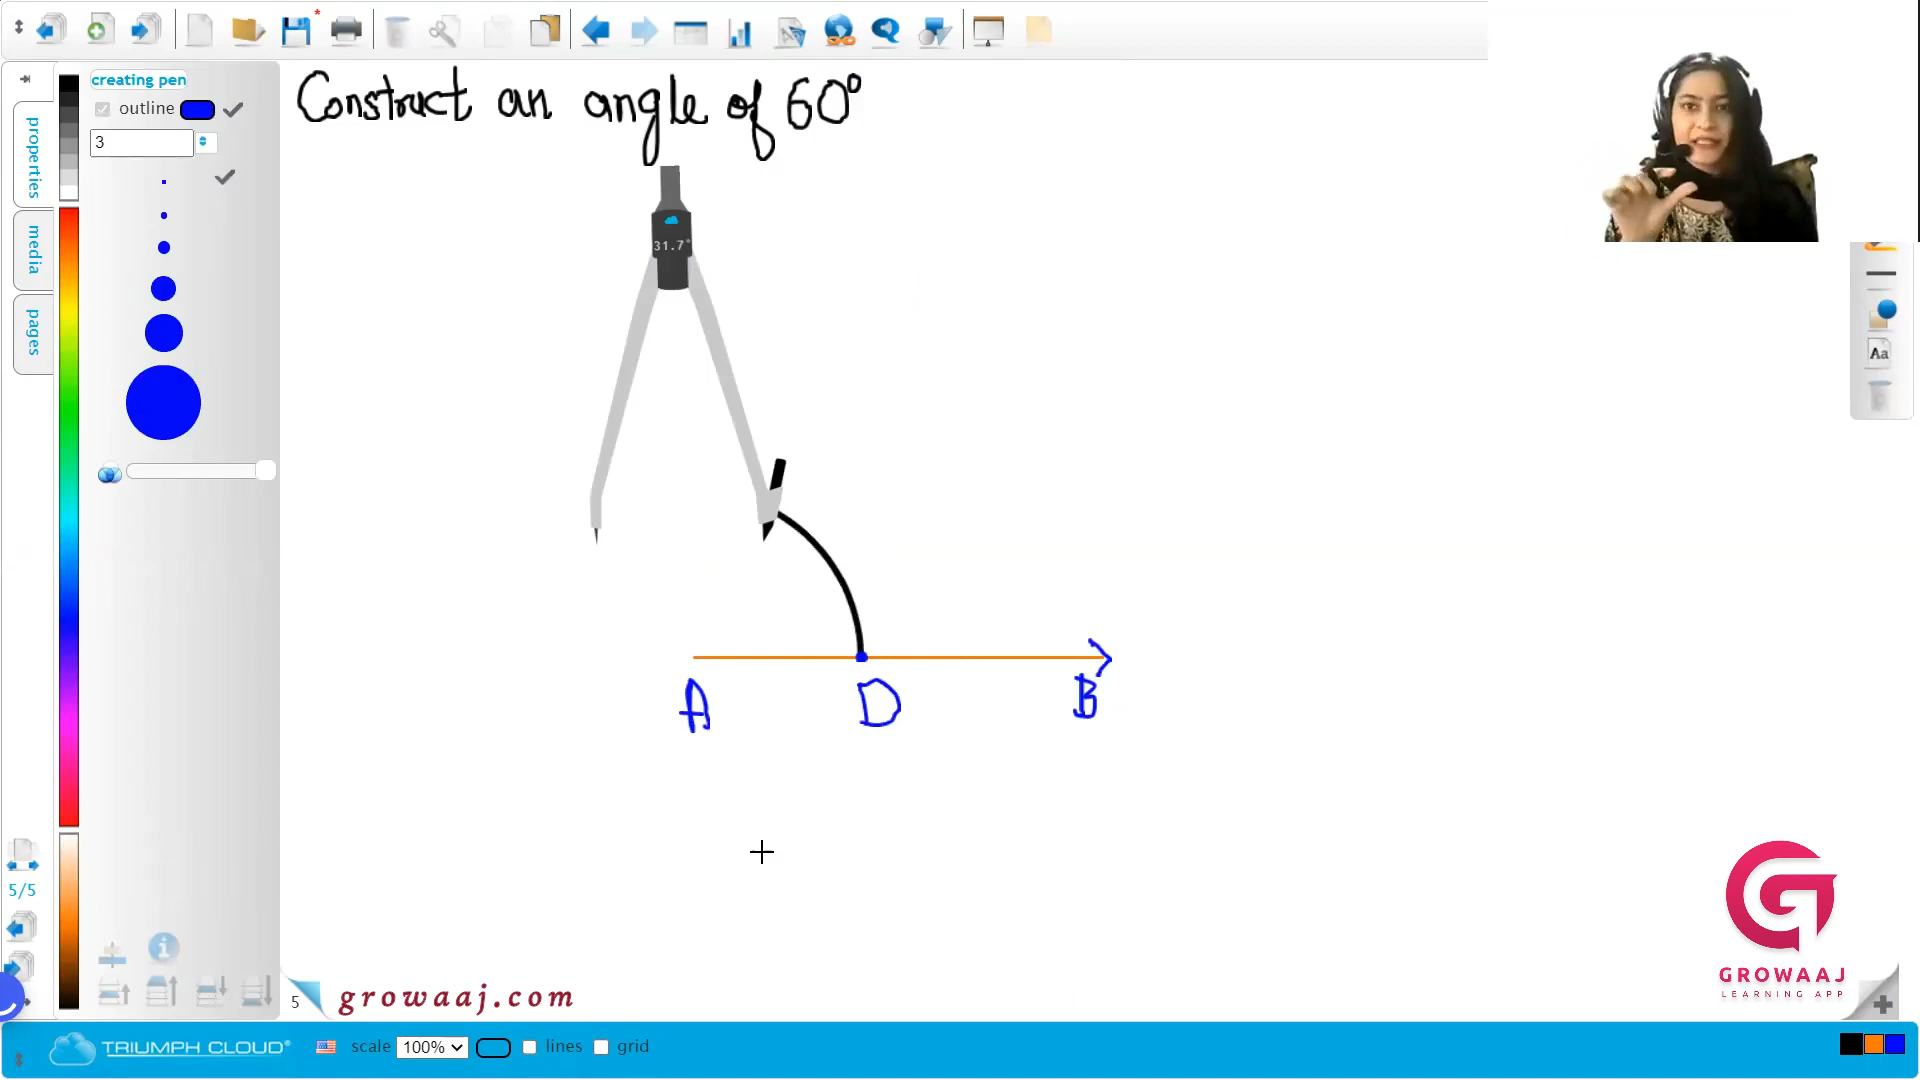 creating pen
outline
3
properties
media
pages
Construct an angle of 60°
31.7°
A
D
B
Aa
5/5
5
growaaj.com
GROWAAJ
LEARNING APP
TRIUMPH CLOUD
scale 100% lines grid